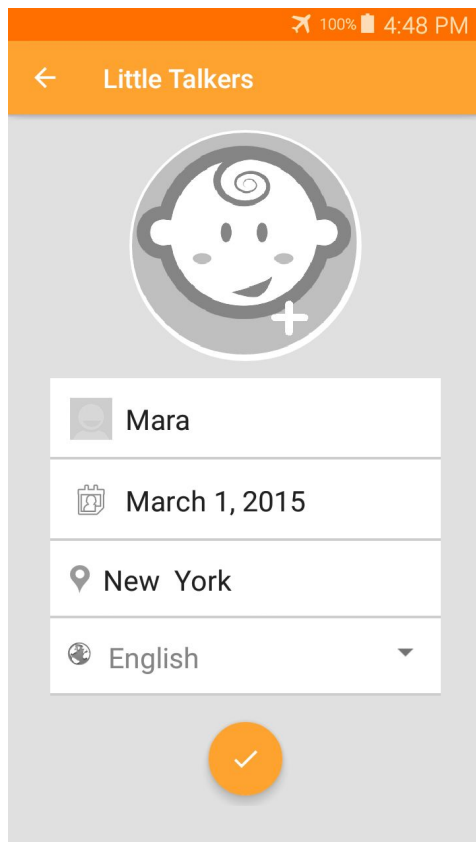 100% 4:48 PM
Little Talkers
Mara
March 1, 2015
New York
English